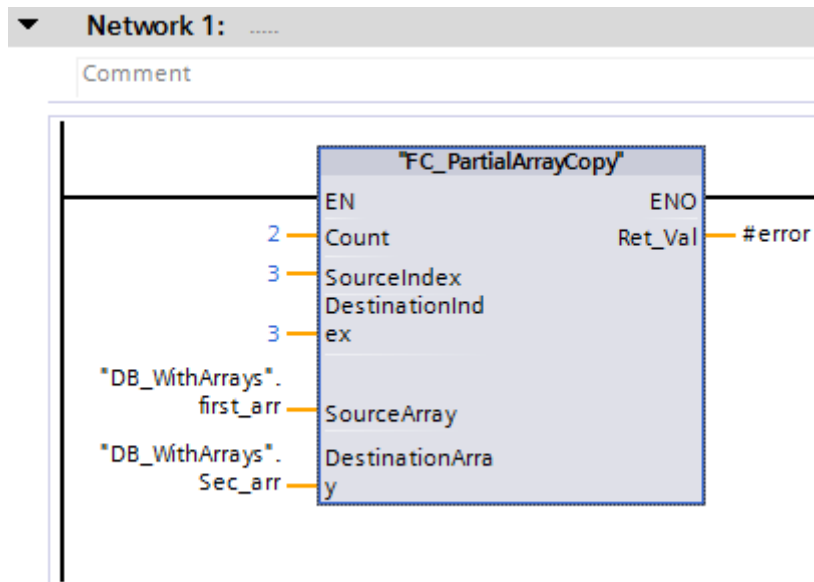 Network 1: .....
Comment
"FC_PartialArrayCopy"
EN ENO
2 Count Ret_Val #error
3 SourceIndex
DestinationInd
3 ex
"DB_WithArrays".
first_arr SourceArray
"DB_WithArrays". DestinationArra
Sec_arr y